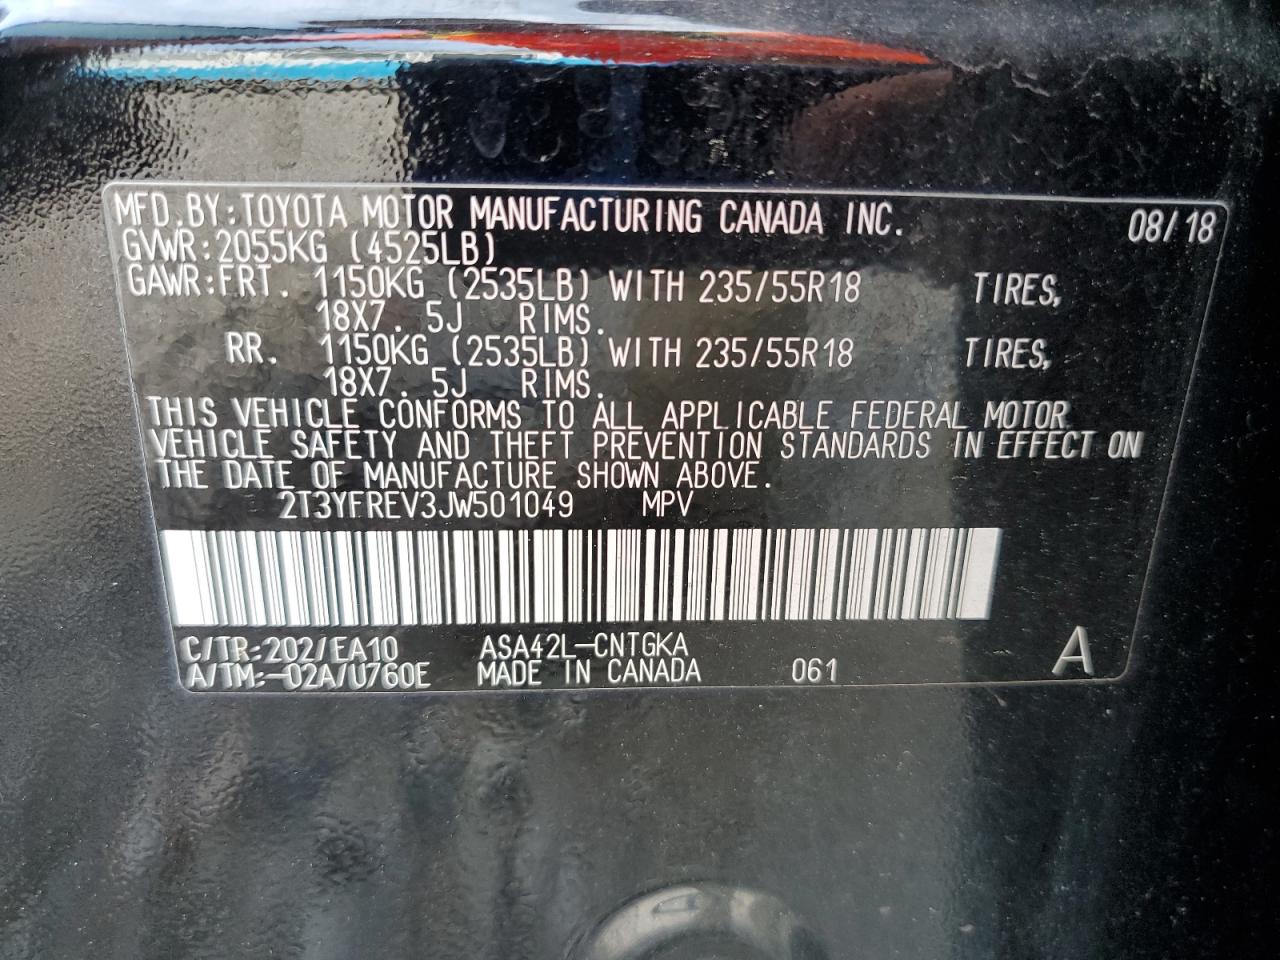 MFD.BY:TOYOTA MOTOR MANUFACTURING CANADA INC. 08/18
GVWR:2055KG (4525LB)
GAWR:FRT. 1150KG (2535LB) WITH 235/55R18 TIRES,
18X7. 5J RIMS.
RR. 1150KG (2535LB) WITH 235/55R18 TIRES,
18X7. 5J RIMS.
THIS VEHICLE CONFORMS TO ALL APPLICABLE FEDERAL MOTOR
VEHICLE SAFETY AND THEFT PREVENTION STANDARDS IN EFFECT ON
THE DATE OF MANUFACTURE SHOWN ABOVE.
2T3YFREV3JW501049 MPV
C/TR:202/EA10 ASA42L-CNTGKA
A/TM:-02A/U760E MADE IN CANADA 061 A